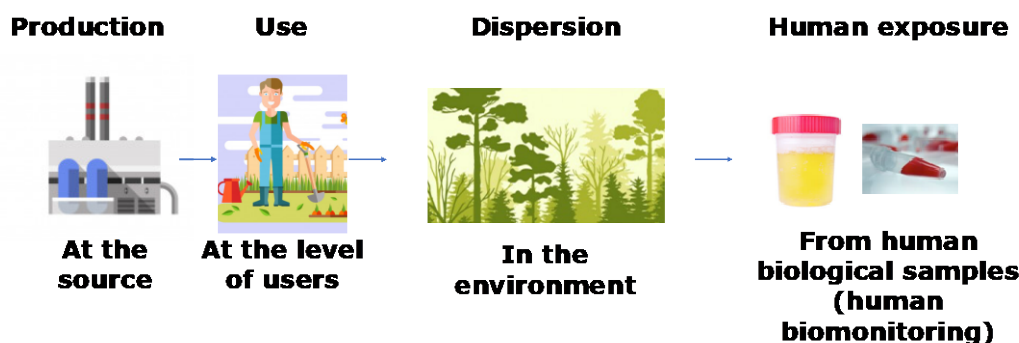 Production
Use
Dispersion
Human exposure
At the
source
At the level
of users
In the
environment
From human
biological samples
(human
biomonitoring)